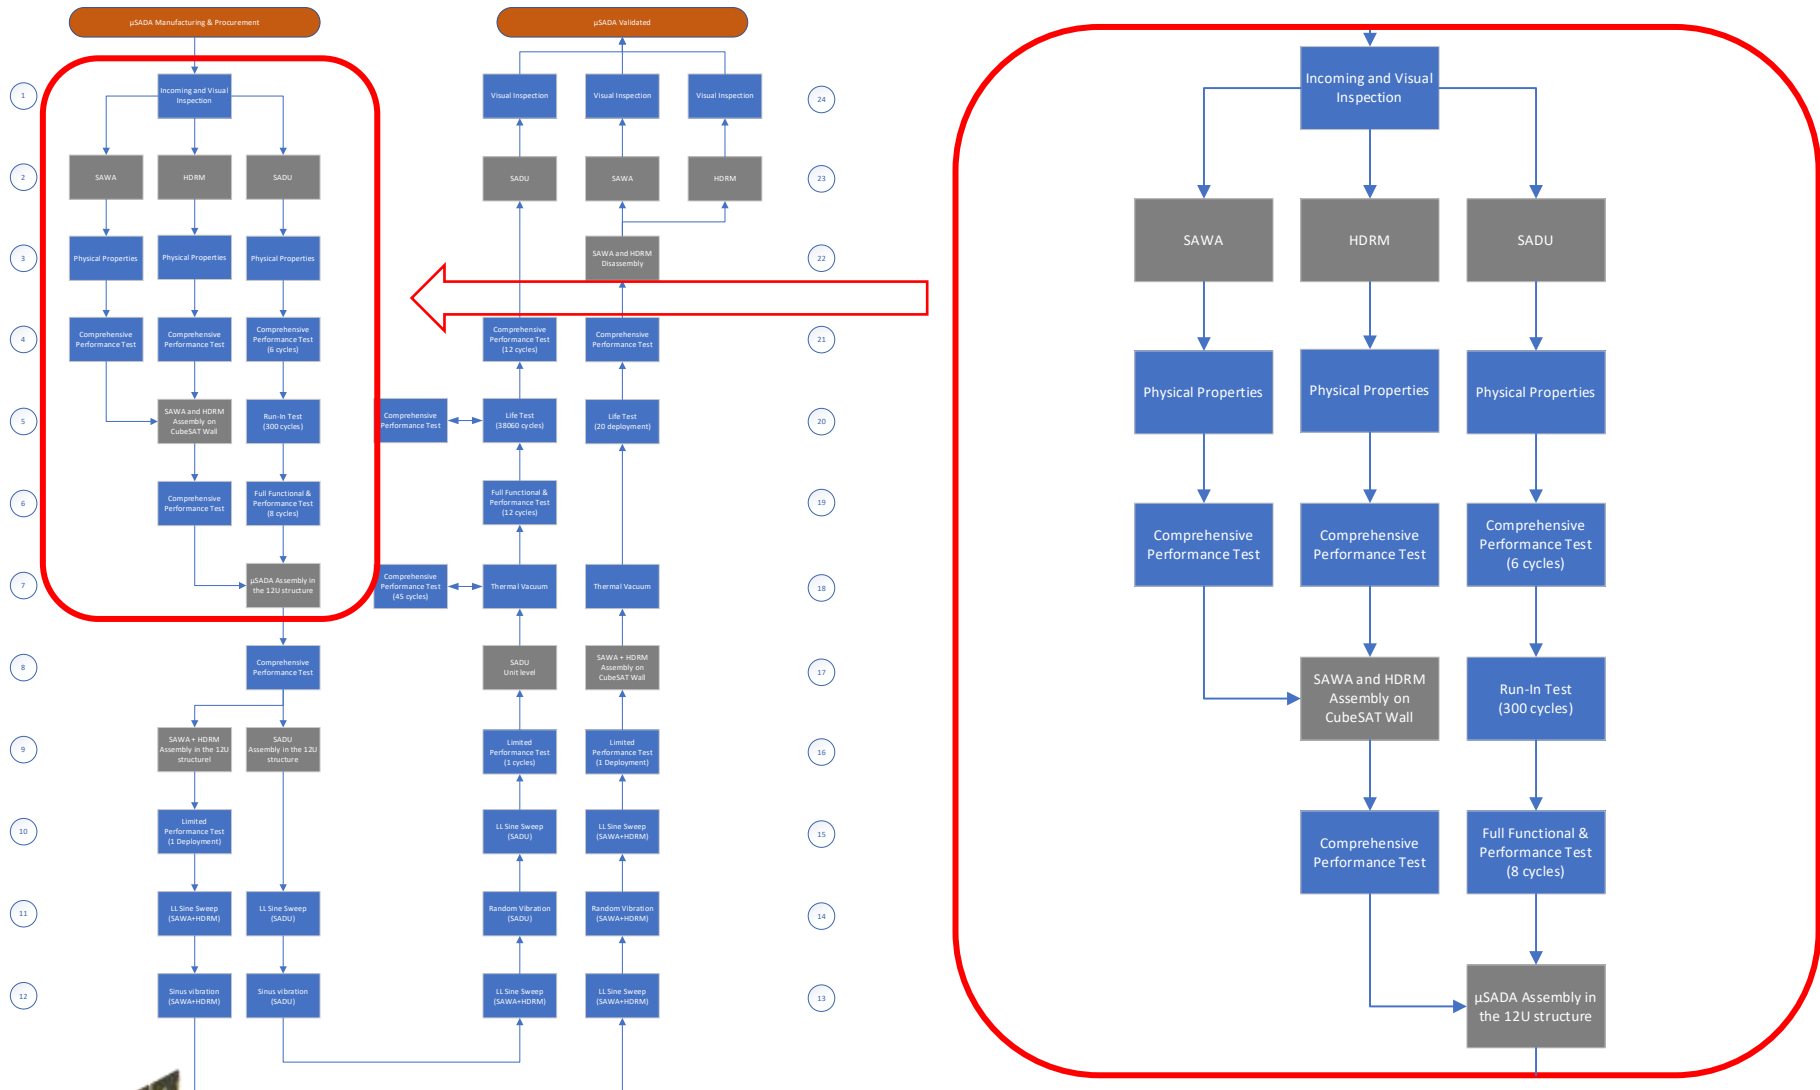 µSADA Manufacturing & Procurement
1
Incoming and Visual
Inspection
2
SAWA
HDRM
SADU
3
Physical Properties
Physical Properties
Physical Properties
4
Comprehensive
Performance Test
Comprehensive
Performance Test
Comprehensive
Performance Test
(6 cycles)
5
SAWA and HDRM
Assembly on
CubeSAT Wall
Run-In Test
(300 cycles)
6
Comprehensive
Performance Test
Full Functional &
Performance Test
(8 cycles)
7
µSADA Assembly in
the 12U structure
8
Comprehensive
Performance Test
9
SAWA + HDRM
Assembly in the 12U
structurel
SADU
Assembly in the 12U
structure
10
Limited
Performance Test
(1 Deployment)
11
LL Sine Sweep
(SAWA+HDRM)
LL Sine Sweep
(SADU)
12
Sinus vibration
(SAWA+HDRM)
Sinus vibration
(SADU)
µSADA Validated
Visual Inspection
Visual Inspection
Visual Inspection
24
SADU
SAWA
HDRM
23
SAWA and HDRM
Disassembly
22
Comprehensive
Performance Test
(12 cycles)
Comprehensive
Performance Test
21
Comprehensive
Performance Test
Life Test
(38060 cycles)
Life Test
(20 deployment)
20
Full Functional &
Performance Test
(12 cycles)
19
Comprehensive
Performance Test
(45 cycles)
Thermal Vacuum
Thermal Vacuum
18
SADU
Unit level
SAWA + HDRM
Assembly on
CubeSAT Wall
17
Limited
Performance Test
(1 cycles)
Limited
Performance Test
(1 Deployment)
16
LL Sine Sweep
(SADU)
LL Sine Sweep
(SAWA+HDRM)
15
Random Vibration
(SADU)
Random Vibration
(SAWA+HDRM)
14
LL Sine Sweep
(SAWA+HDRM)
LL Sine Sweep
(SAWA+HDRM)
13
Incoming and Visual
Inspection
SAWA
HDRM
SADU
Physical Properties
Physical Properties
Physical Properties
Comprehensive
Performance Test
Comprehensive
Performance Test
Comprehensive
Performance Test
(6 cycles)
SAWA and HDRM
Assembly on
CubeSAT Wall
Run-In Test
(300 cycles)
Comprehensive
Performance Test
Full Functional &
Performance Test
(8 cycles)
µSADA Assembly in
the 12U structure